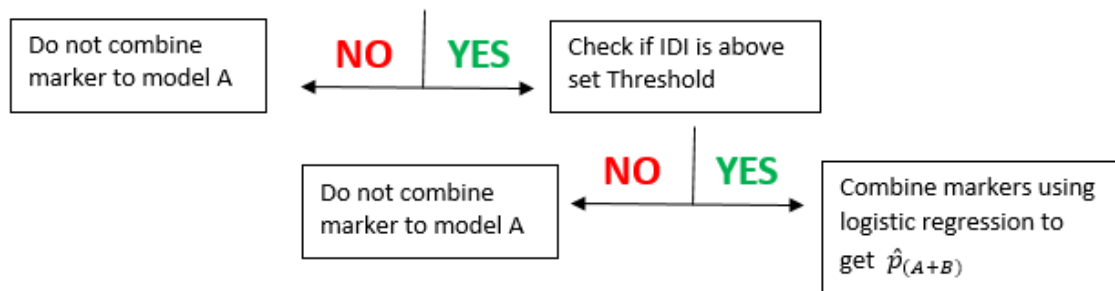 Do not combine
marker to model A
NO
YES
Check if IDI is above
set Threshold
Do not combine
marker to model A
NO
YES
Combine markers using
logistic regression to
get p̂₍A+B₎